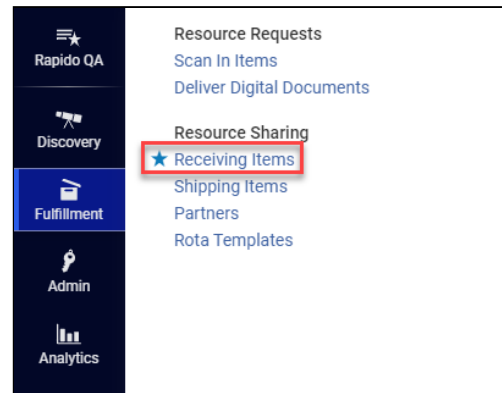 Rapido QA
Discovery
Fulfillment
Admin
Analytics
Resource Requests
Scan In Items
Deliver Digital Documents
Resource Sharing
Receiving Items
Shipping Items
Partners
Rota Templates